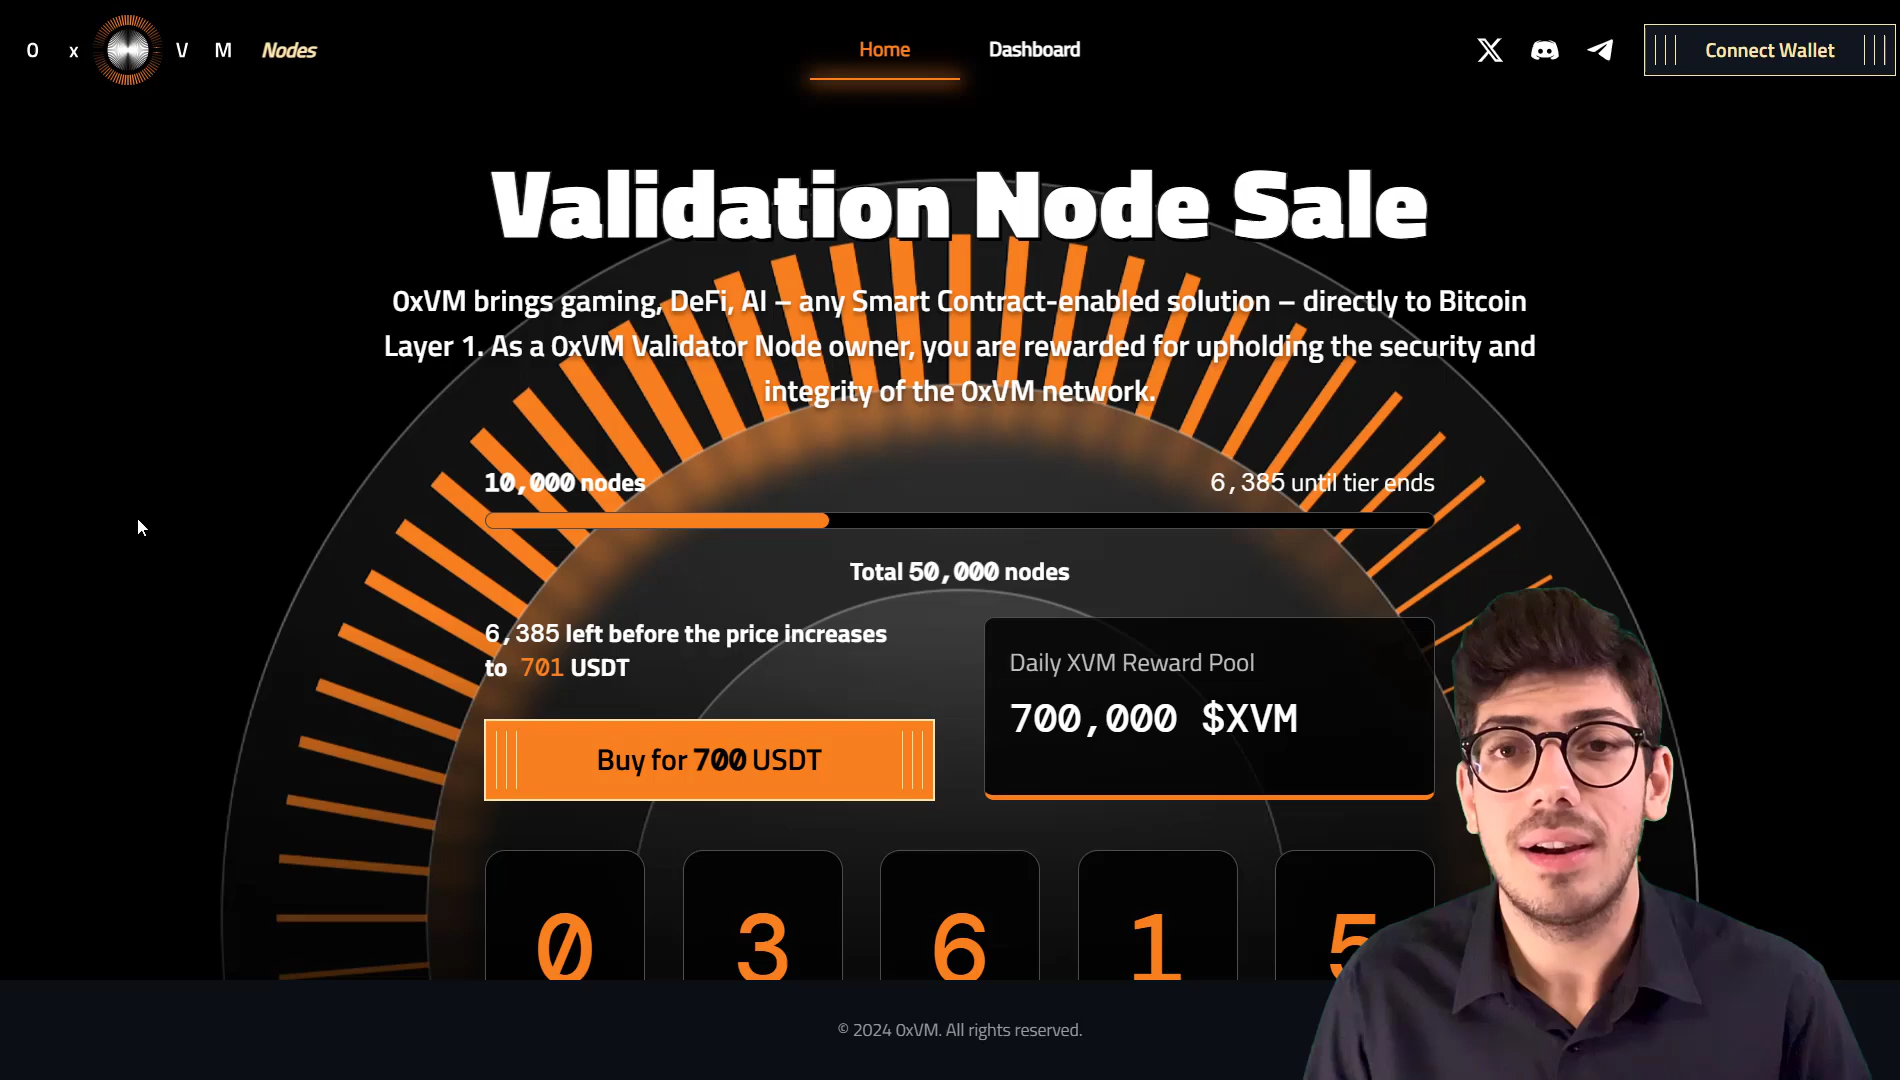 0 x V M Nodes
Home
Dashboard
Connect Wallet
Validation Node Sale
0xVM brings gaming, DeFi, AI – any Smart Contract-enabled solution – directly to Bitcoin
Layer 1. As a 0xVM Validator Node owner, you are rewarded for upholding the security and
integrity of the 0xVM network.
10,000 nodes
6,385 until tier ends
Total 50,000 nodes
6,385 left before the price increases
to 701 USDT
Daily XVM Reward Pool
700,000 $XVM
Buy for 700 USDT
0 3 6 1 5
© 2024 0xVM. All rights reserved.